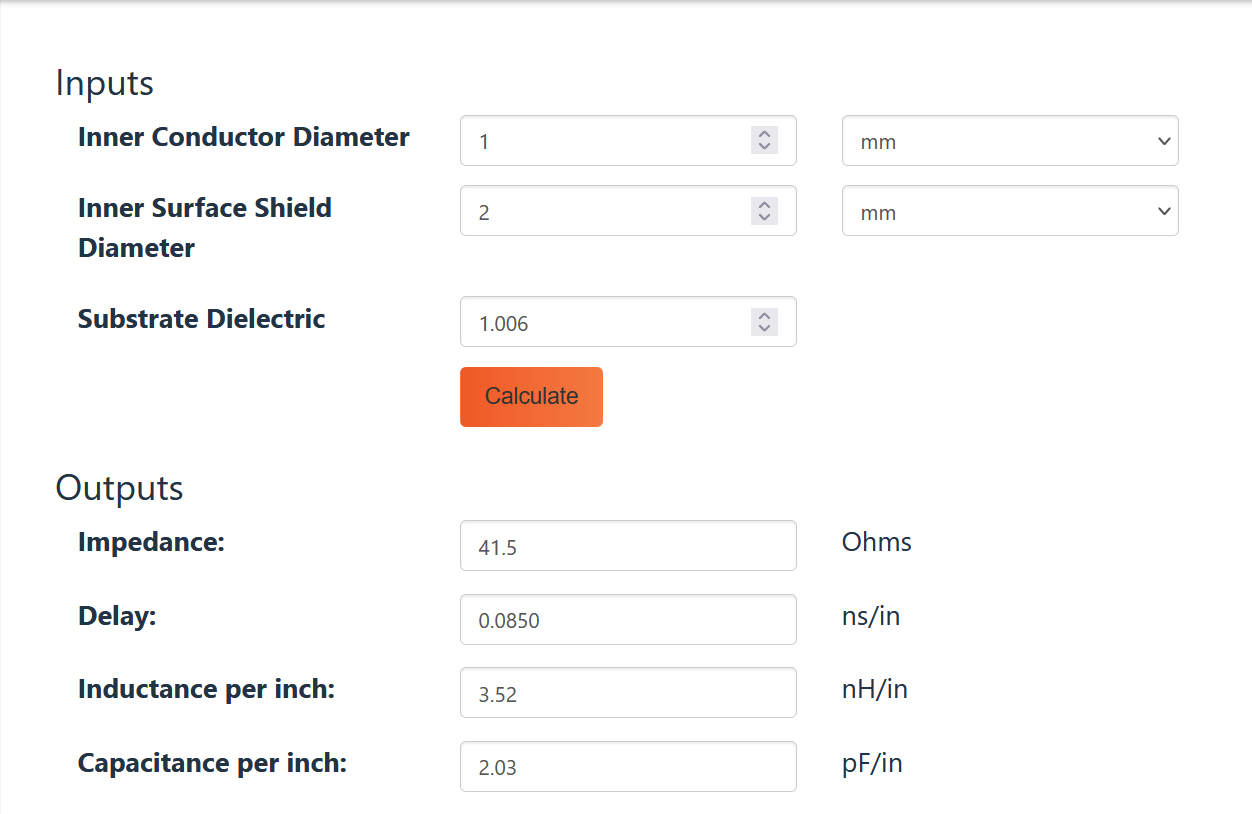 Inputs
Inner Conductor Diameter 1 mm
Inner Surface Shield 2 mm
Diameter
Substrate Dielectric 1.006
Calculate
Outputs
Impedance: 41.5 Ohms
Delay: 0.0850 ns/in
Inductance per inch: 3.52 nH/in
Capacitance per inch: 2.03 pF/in